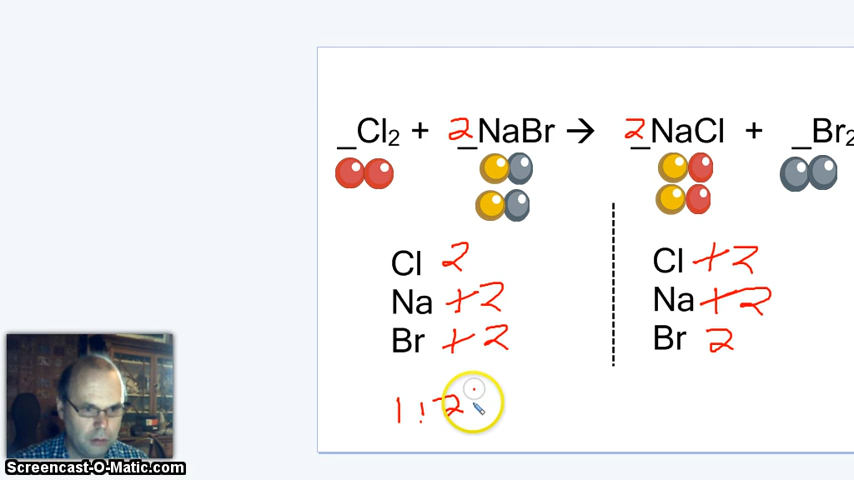 _Cl2 + 2_NaBr → 2_NaCl + _Br2
Cl 2
Na 1 2
Br 1 2
Cl 1 2
Na 1 2
Br 2
1 : 2
Screencast-O-Matic.com